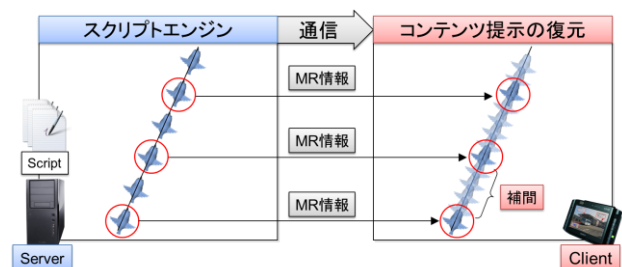 スクリプトエンジン
通信
コンテンツ提示の復元
MR情報
MR情報
Script
MR情報
補間
Server
Client